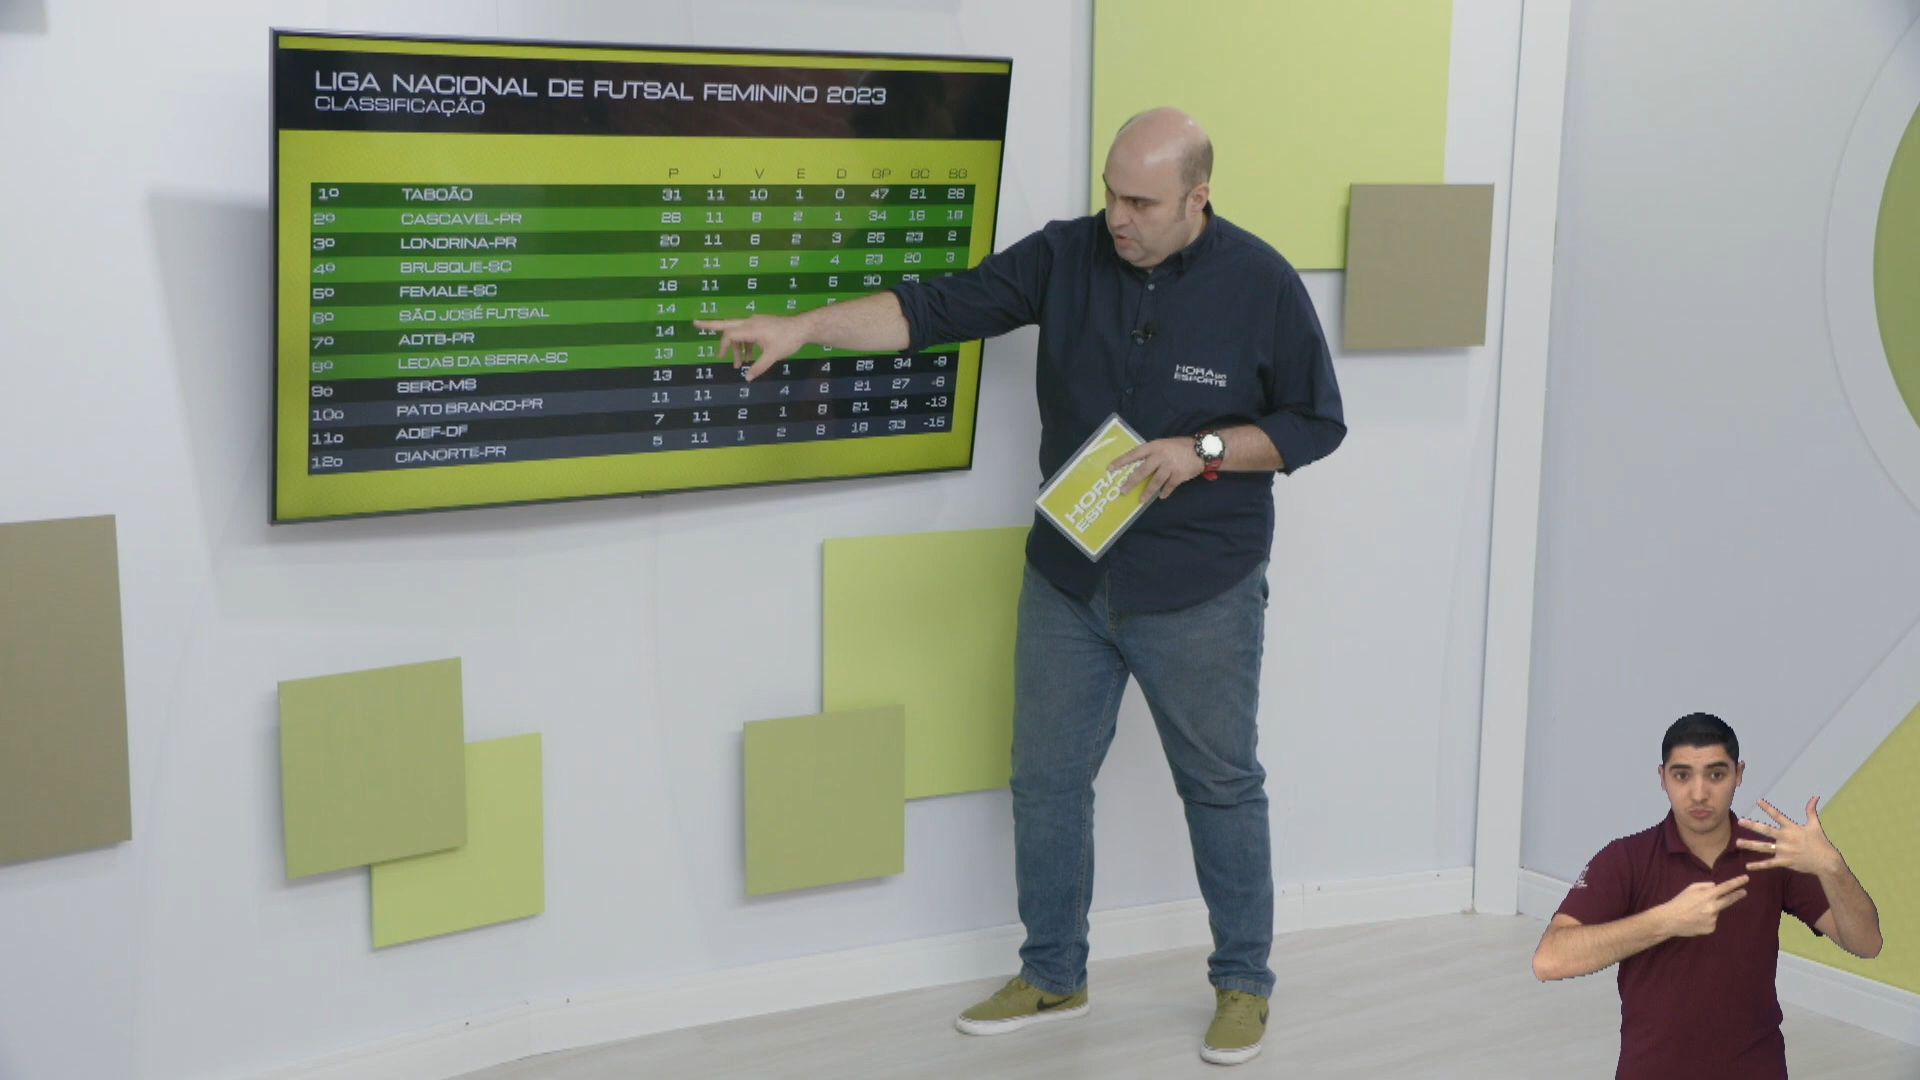 LIGA NACIONAL DE FUTSAL FEMININO 2023
CLASSIFICAÇÃO
P J V E D GP GC SG
1º TABOÃO 31 11 10 1 0 47 21 26
2º CASCAVEL-PR 26 11 8 2 1 34 16 18
3º LONDRINA-PR 20 11 6 2 3 25 23 2
4º BRUSQUE-SC 17 11 5 2 4 23 20 3
5º FEMALE-SC 16 11 5 1 5 30 25
6º SÃO JOSÉ FUTSAL 14 11 4 2
7º ADTB-PR 14 11
8º LEOAS DA SERRA-SC 13 11
9º SERC-MS 13 11 3 1 4 25 34 -9
10º PATO BRANCO-PR 11 11 3 4 6 21 27 -6
11º ADEF-DF 7 11 2 1 8 21 34 -13
12º CIANORTE-PR 5 11 1 2 8 18 33 -15
HORA DO
ESPORTE
HORA
ESPO